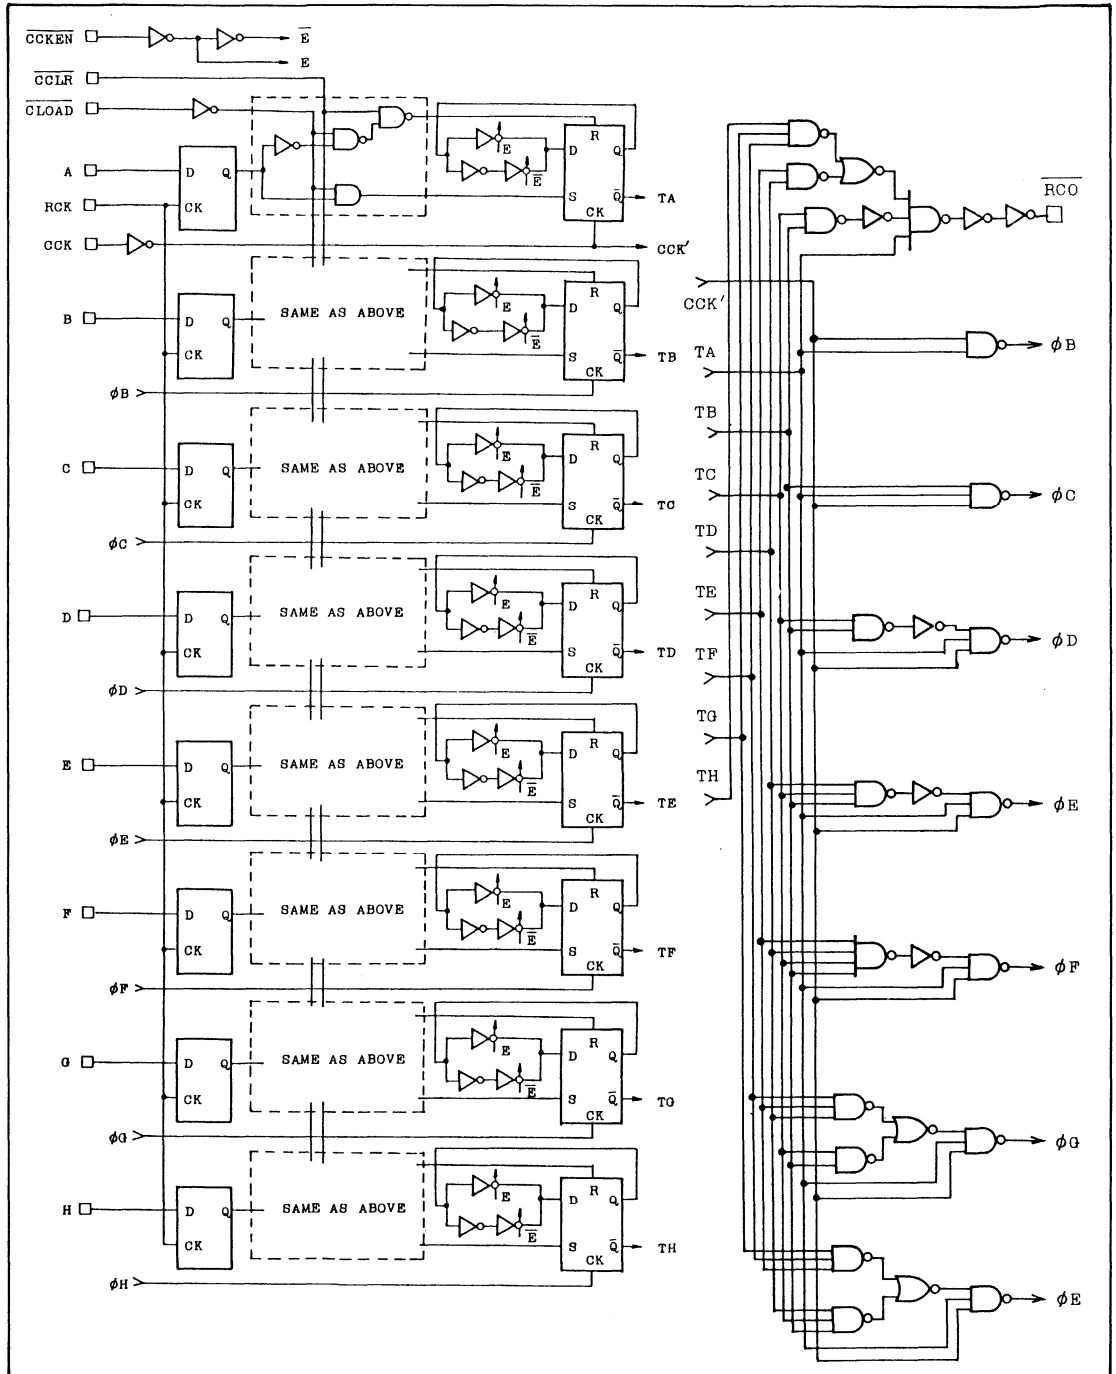 CCKEN E
E
CCLR
CLOAD
A D Q CK
RCK
CCK
E E D R Q S Q CK TA
CCK'
B D Q CK
SAME AS ABOVE
E E D R Q S Q CK TB
φB
C D Q CK
SAME AS ABOVE
E E D R Q S Q CK TC
φC
D D Q CK
SAME AS ABOVE
E E D R Q S Q CK TD
φD
E D Q CK
SAME AS ABOVE
E E D R Q S Q CK TE
φE
F D Q CK
SAME AS ABOVE
E E D R Q S Q CK TF
φF
G D Q CK
SAME AS ABOVE
E E D R Q S Q CK TG
φG
H D Q CK
SAME AS ABOVE
E E D R Q S Q CK TH
φH
RCO
CCK'
TA
TB
TC
TD
TE
TF
TG
TH
φB
φC
φD
φE
φF
φG
φE